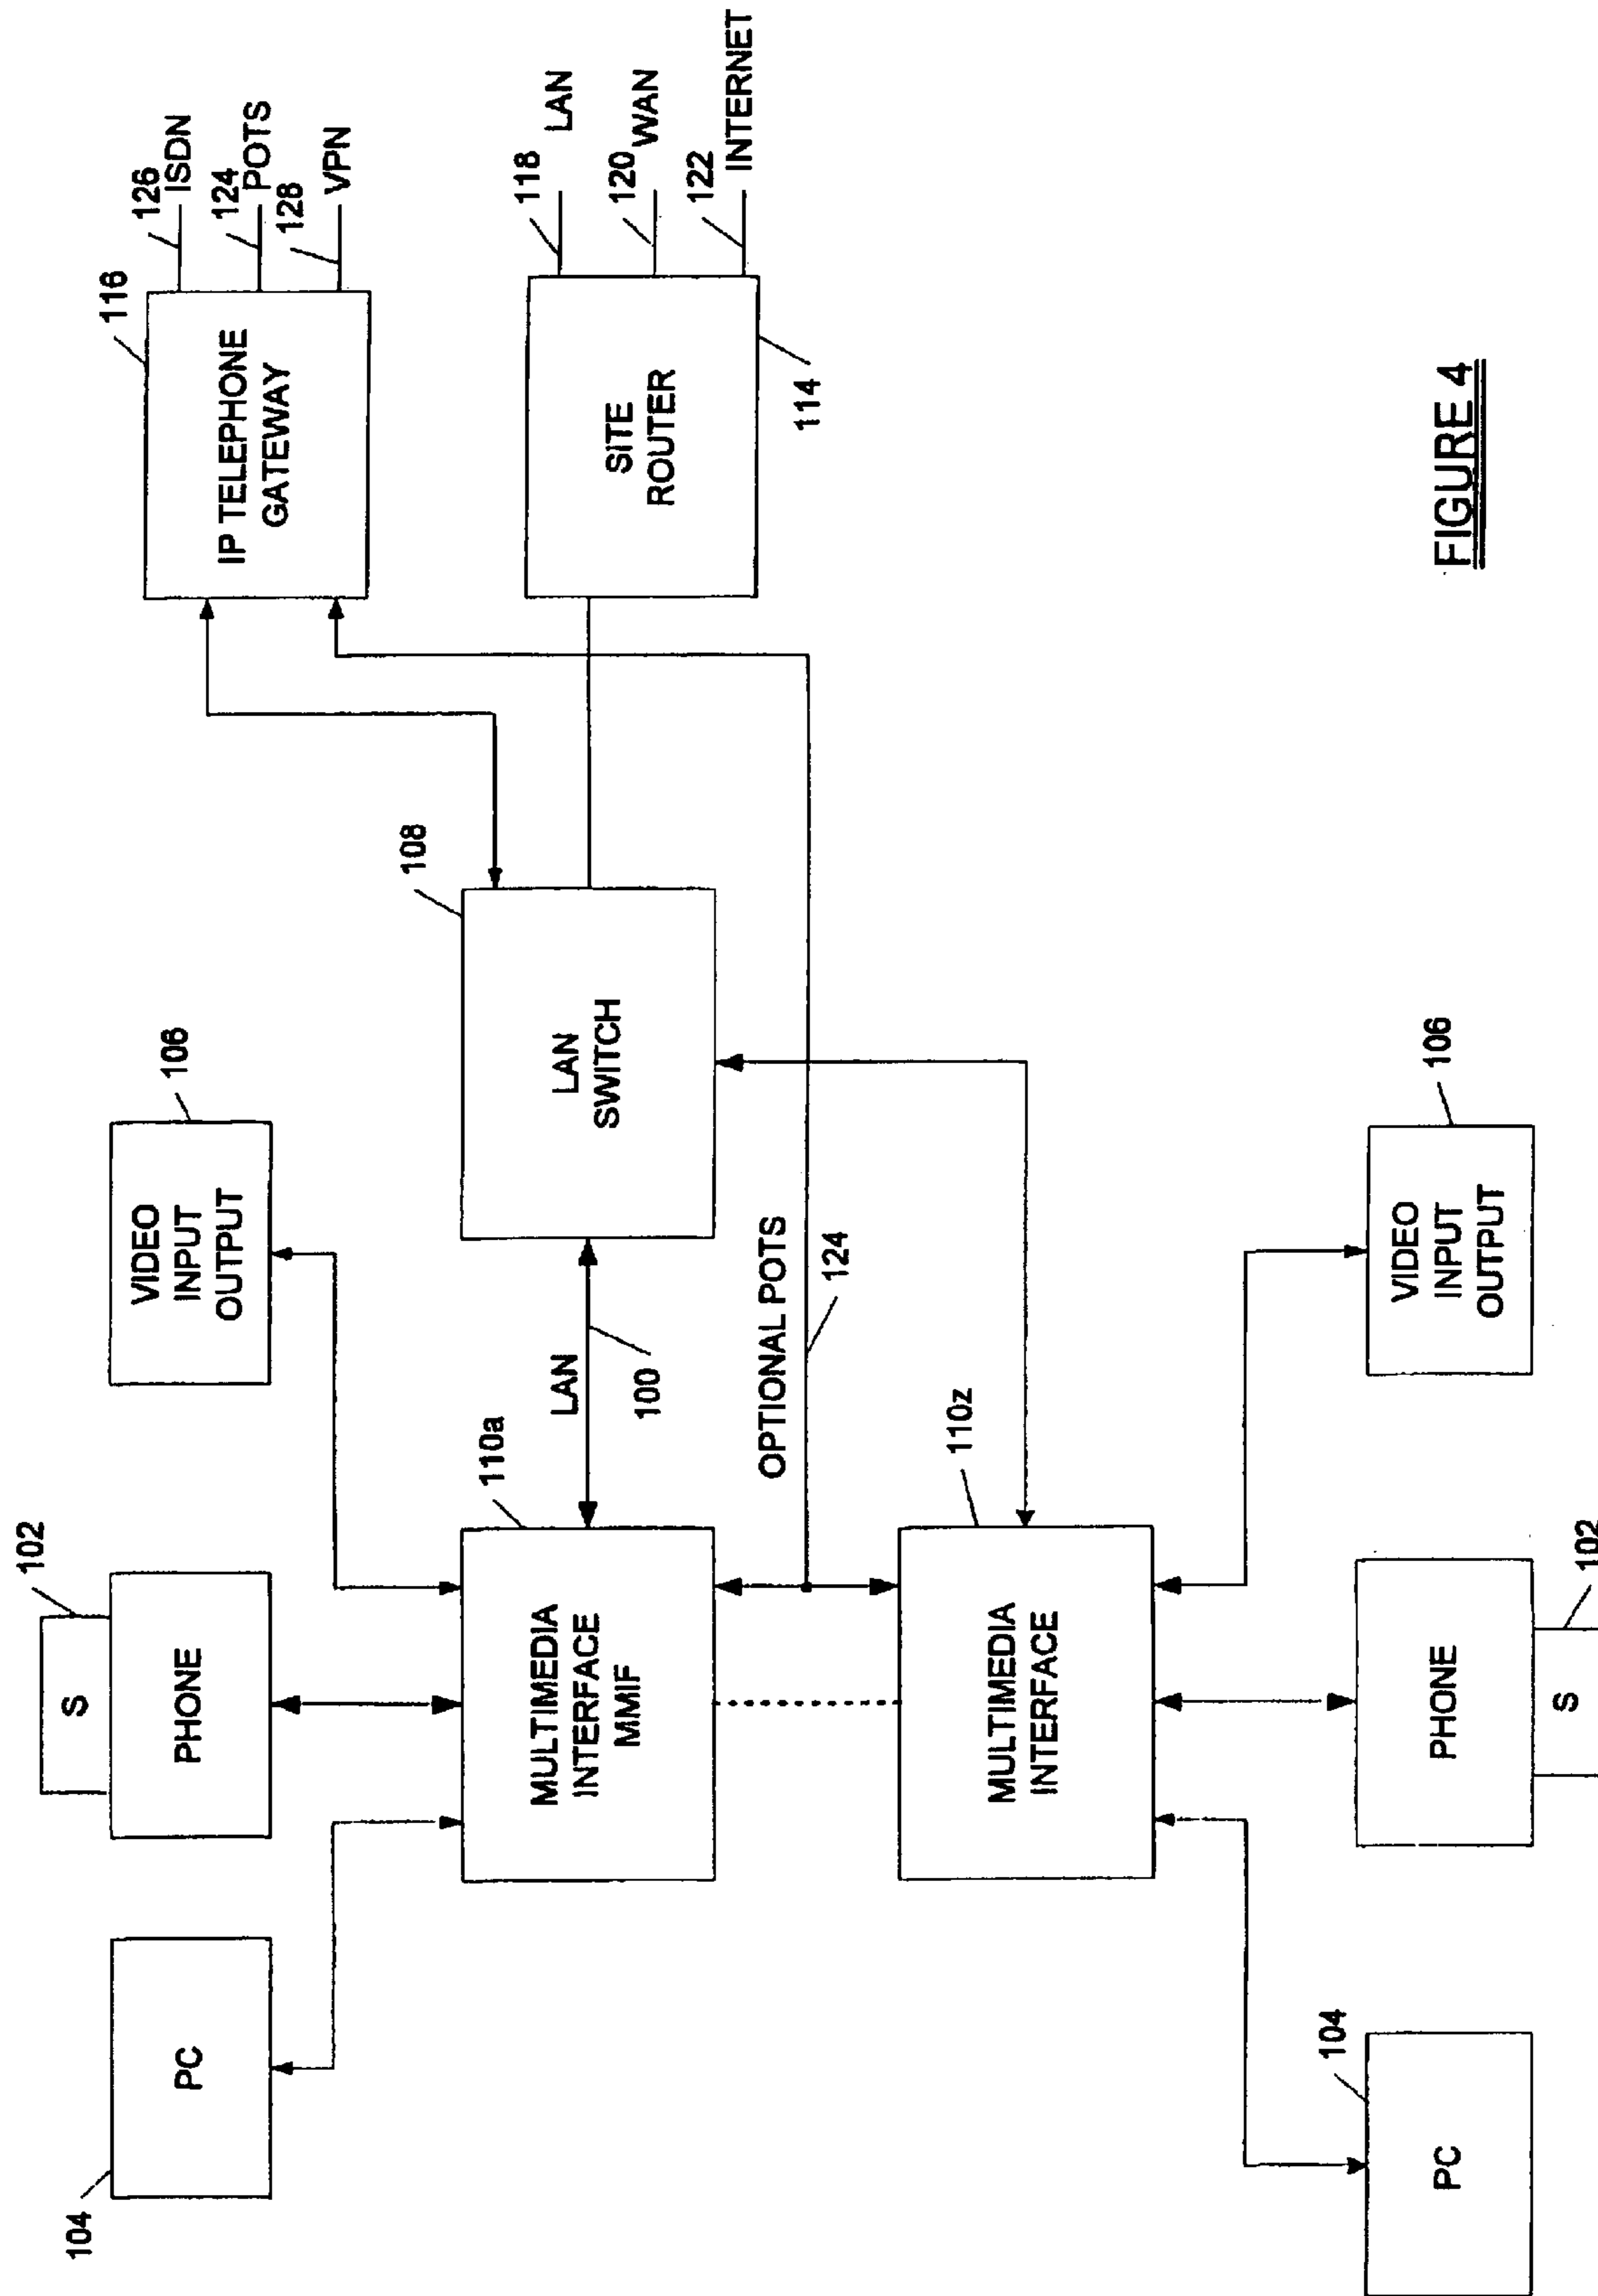 104
PC
S
102
PHONE
VIDEO
INPUT
OUTPUT
106
116
IP TELEPHONE
GATEWAY
126
ISDN
124
POTS
128
VPN
110a
MULTIMEDIA
INTERFACE
MMIF
LAN
100
108
LAN
SWITCH
SITE
ROUTER
114
118
LAN
120
WAN
122
INTERNET
OPTIONAL POTS
124
110z
MULTIMEDIA
INTERFACE
104
PC
PHONE
S
102
106
VIDEO
INPUT
OUTPUT
FIGURE 4